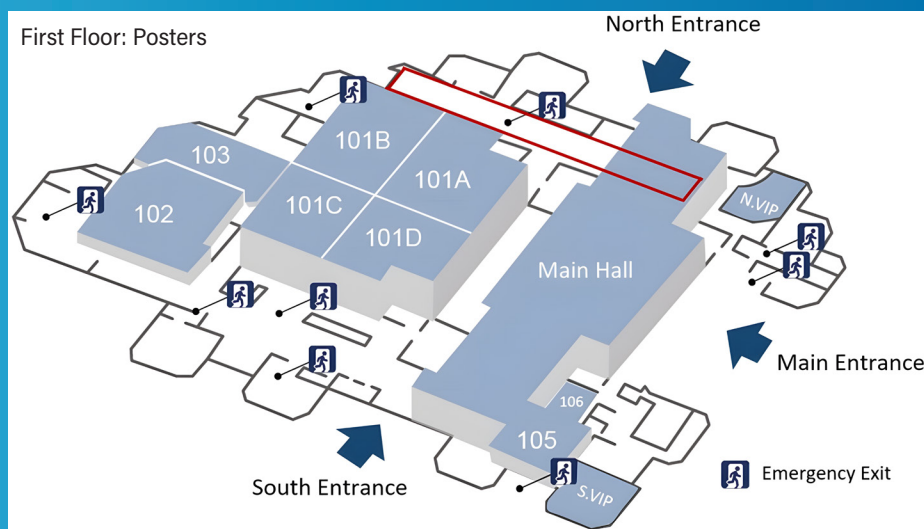 First Floor: Posters
North Entrance
101B
103
101A
N.VIP
101C
102
101D
Main Hall
Main Entrance
106
105
South Entrance
S.VIP
Emergency Exit